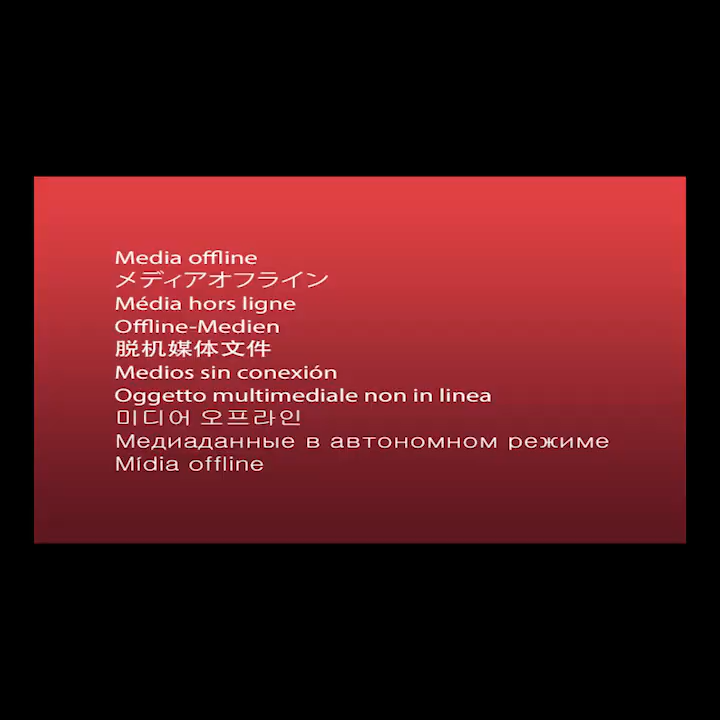 Media offline
メディアオフライン
Média hors ligne
Offline-Medien
脱机媒体文件
Medios sin conexión
Oggetto multimediale non in linea
미디어 오프라인
Медиаданные в автономном режиме
Mídia offline